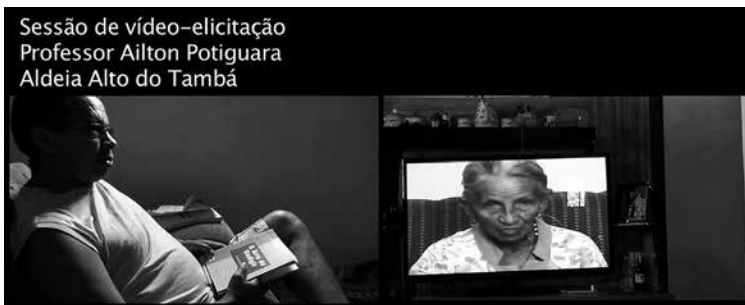 Sessão de vídeo-elicitação
Professor Ailton Potiguara
Aldeia Alto do Tambá